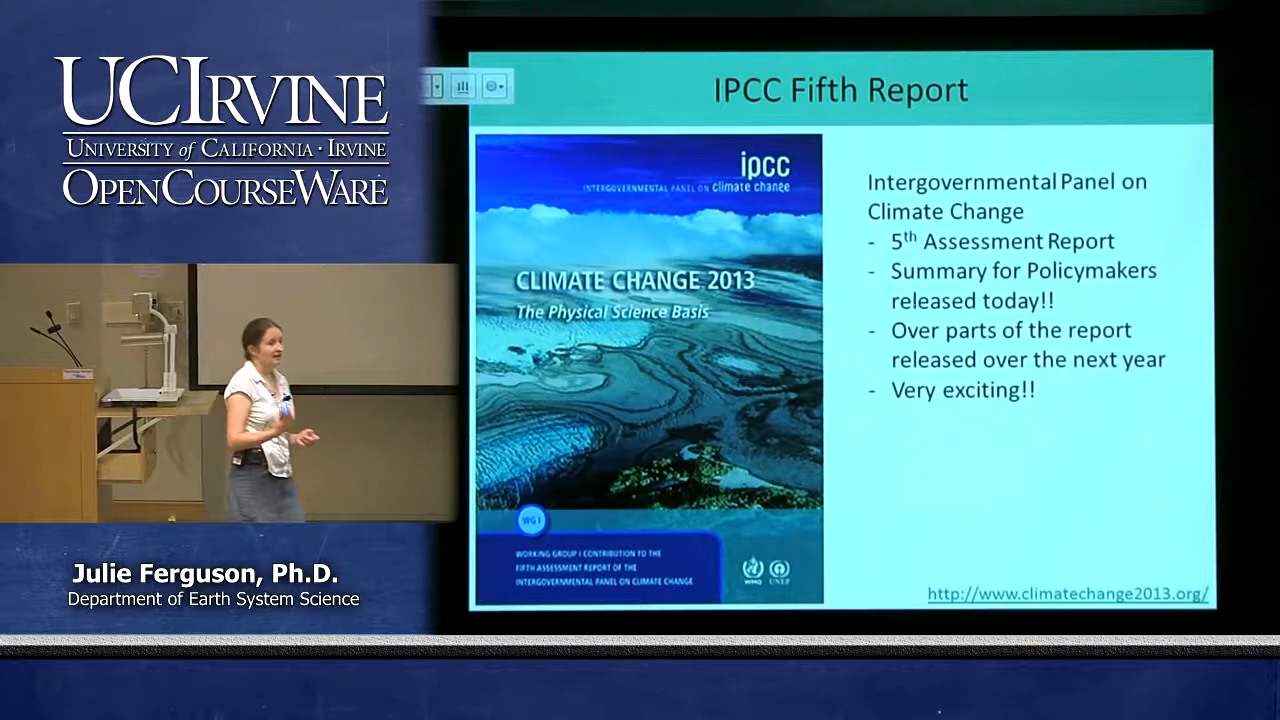 UCIRVINE
UNIVERSITY of CALIFORNIA · IRVINE
OPENCOURSEWARE
Julie Ferguson, Ph.D.
Department of Earth System Science
IPCC Fifth Report
ipcc
INTERGOVERNMENTAL PANEL ON climate change
CLIMATE CHANGE 2013
The Physical Science Basis
WG I
WORKING GROUP I CONTRIBUTION TO THE
FIFTH ASSESSMENT REPORT OF THE
INTERGOVERNMENTAL PANEL ON CLIMATE CHANGE
WMO
UNEP
Intergovernmental Panel on
Climate Change
- 5th Assessment Report
- Summary for Policymakers
released today!!
- Over parts of the report
released over the next year
- Very exciting!!
http://www.climatechange2013.org/